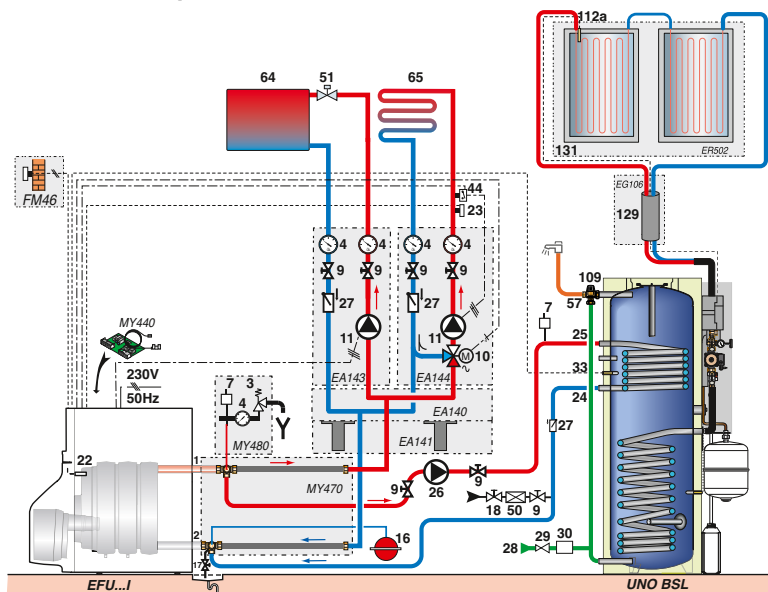 112a
64
51
65
131
ER502
EG106
129
FM46
44
23
4
4
4
4
9
9
9
9
27
27
109
57
7
25
33
24
11
11
M
10
MY440
EA143
EA144
230V
50Hz
7
3
4
EA140
EA141
MY480
22
1
MY470
9
26
9
27
18
50
9
2
16
17
28
29
30
EFU...I
UNO BSL